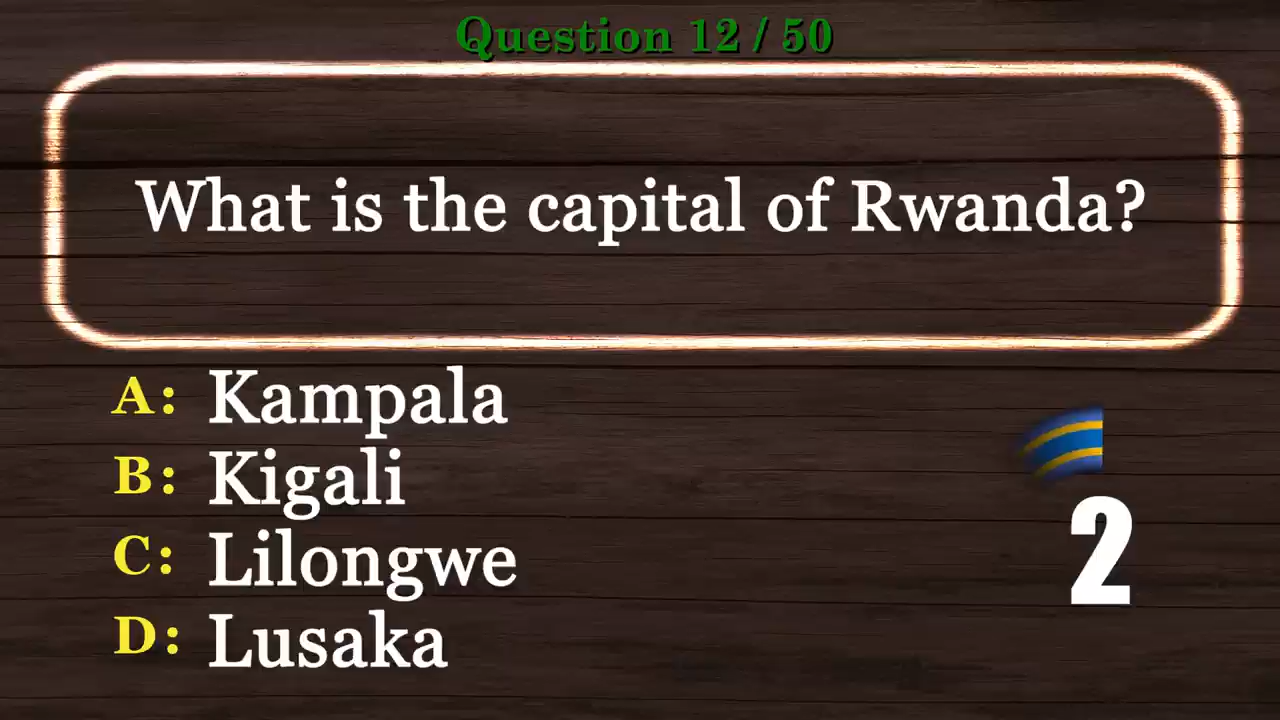 Question 12 / 50
What is the capital of Rwanda?
A: Kampala
B: Kigali
C: Lilongwe
D: Lusaka
2